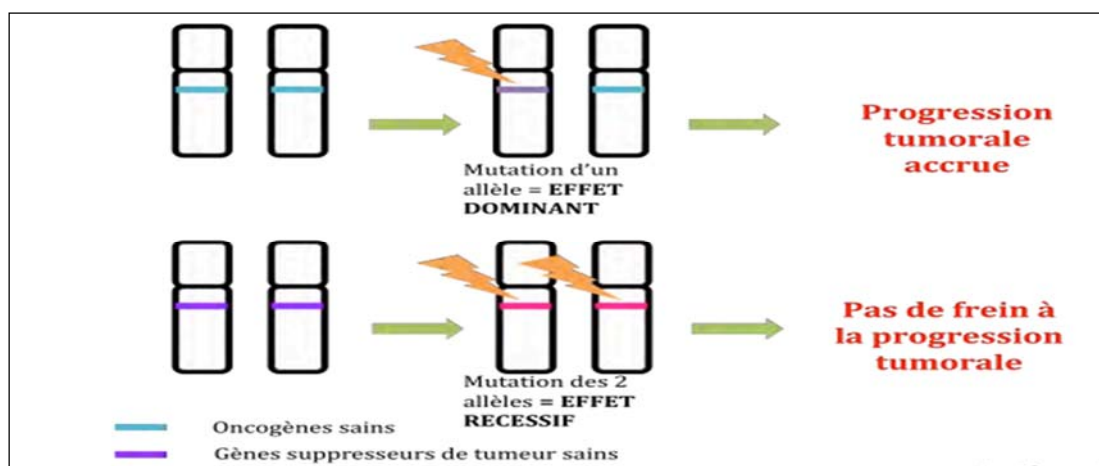 Progression
tumorale
accrue
Mutation d'un
allèle = EFFET
DOMINANT
Pas de frein à
la progression
tumorale
Mutation des 2
allèles = EFFET
RECESSIF
Oncogènes sains
Gènes suppresseurs de tumeur sains